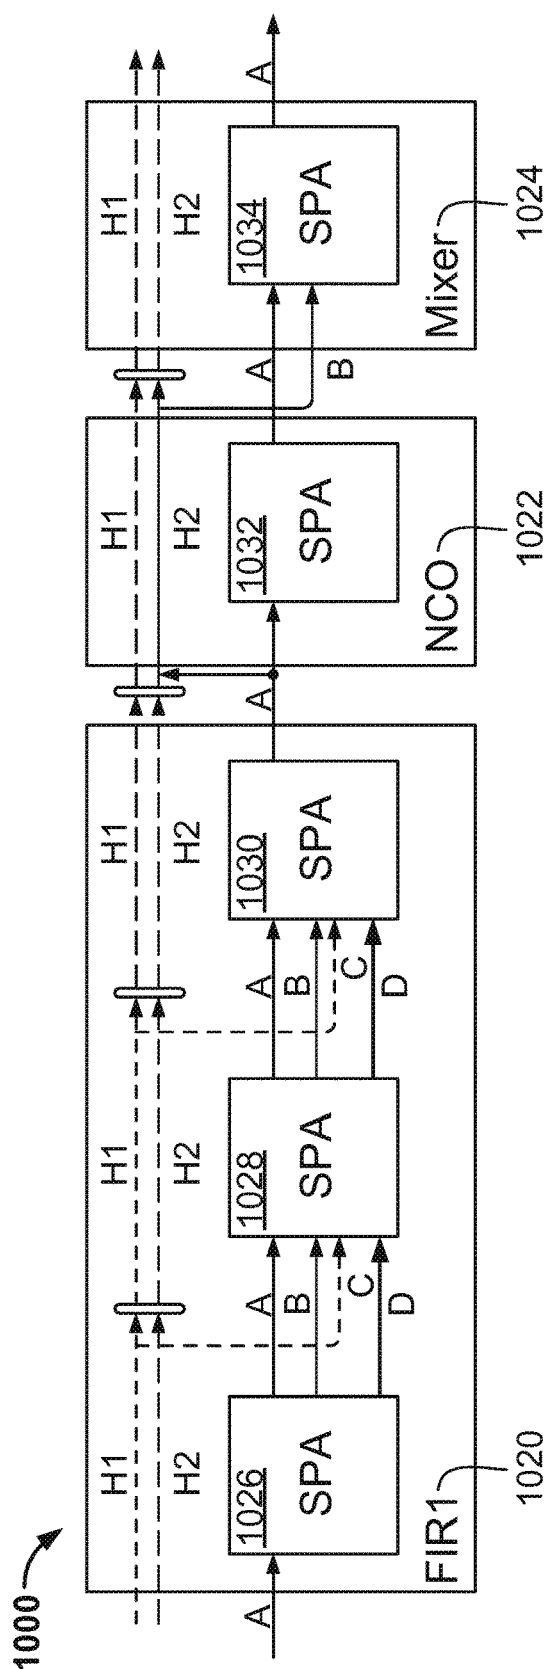 1000
H1 H1 H1 H1 H1
H2 H2 H2 H2 H2
A 1026 A 1028 A 1030 A 1032 A 1034 A
B B B
SPA SPA SPA SPA SPA
C C
D D
FIR1 NCO Mixer
1020 1022 1024